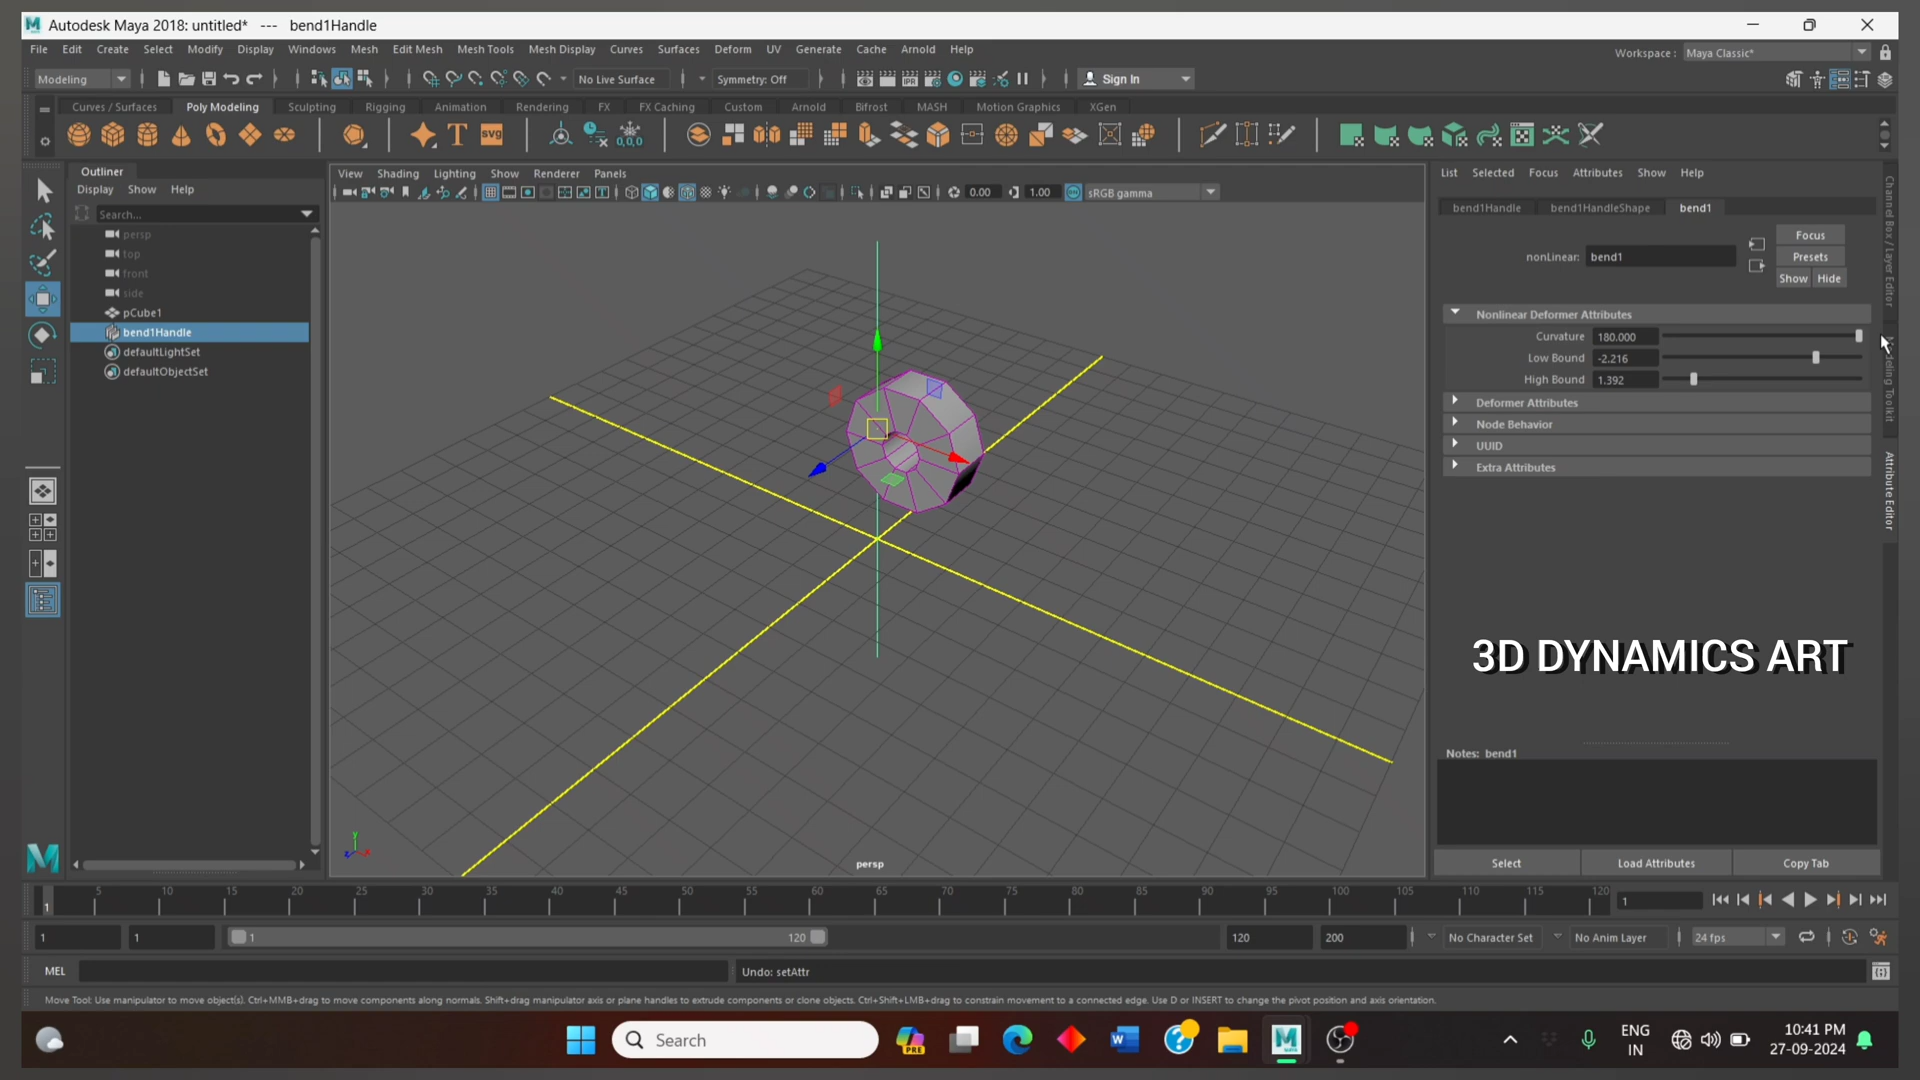 Autodesk Maya 2018: untitled* --- bend1Handle
File Edit Create Select Modify Display Windows Mesh Edit Mesh Mesh Tools Mesh Display Curves Surfaces Deform UV Generate Cache Arnold Help
Workspace : Maya Classic*
Modeling No Live Surface Symmetry: Off Sign In
Curves / Surfaces Poly Modeling Sculpting Rigging Animation Rendering FX FX Caching Custom Arnold Bifrost MASH Motion Graphics XGen
Outliner
Display Show Help
Search...
persp
top
front
side
pCube1
bend1Handle
defaultLightSet
defaultObjectSet
View Shading Lighting Show Renderer Panels
0.00 1.00 sRGB gamma
persp
List Selected Focus Attributes Show Help
bend1Handle bend1HandleShape bend1
nonLinear: bend1
Focus
Presets
Show Hide
Nonlinear Deformer Attributes
Curvature 180.000
Low Bound -2.216
High Bound 1.392
Deformer Attributes
Node Behavior
UUID
Extra Attributes
3D DYNAMICS ART
Notes: bend1
Select Load Attributes Copy Tab
Channel Box / Layer Editor
Modeling Toolkit
Attribute Editor
5 10 15 20 25 30 35 40 45 50 55 60 65 70 75 80 85 90 95 100 105 110 115 120
1 1
1 1 1 120 120 200 No Character Set No Anim Layer 24 fps
MEL Undo: setAttr
Move Tool: Use manipulator to move object(s). Ctrl+MMB+drag to move components along normals. Shift+drag manipulator axis or plane handles to extrude components or clone objects. Ctrl+Shift+LMB+drag to constrain movement to a connected edge. Use D or INSERT to change the pivot position and axis orientation.
Search
ENG
IN
10:41 PM
27-09-2024